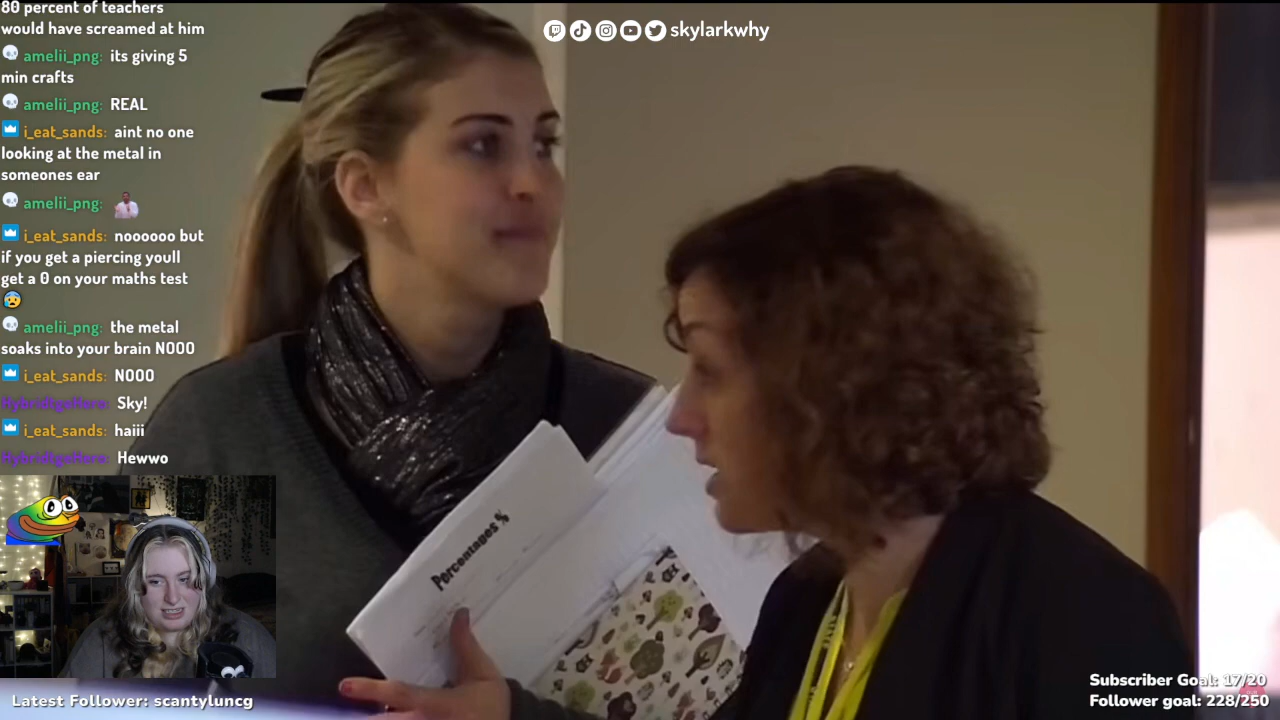 80 percent of teachers
would have screamed at him
amelii_png: its giving 5
min crafts
amelii_png: REAL
i_eat_sands: aint no one
looking at the metal in
someones ear
amelii_png:
i_eat_sands: noooooo but
if you get a piercing youll
get a 0 on your maths test
amelii_png: the metal
soaks into your brain NOOO
i_eat_sands: NOOO
Sky!
i_eat_sands: haiii
Hewwo
skylarkwhy
Percentages %
Latest Follower: scantyluncg
Subscriber Goal: 17/20
Follower goal: 228/250